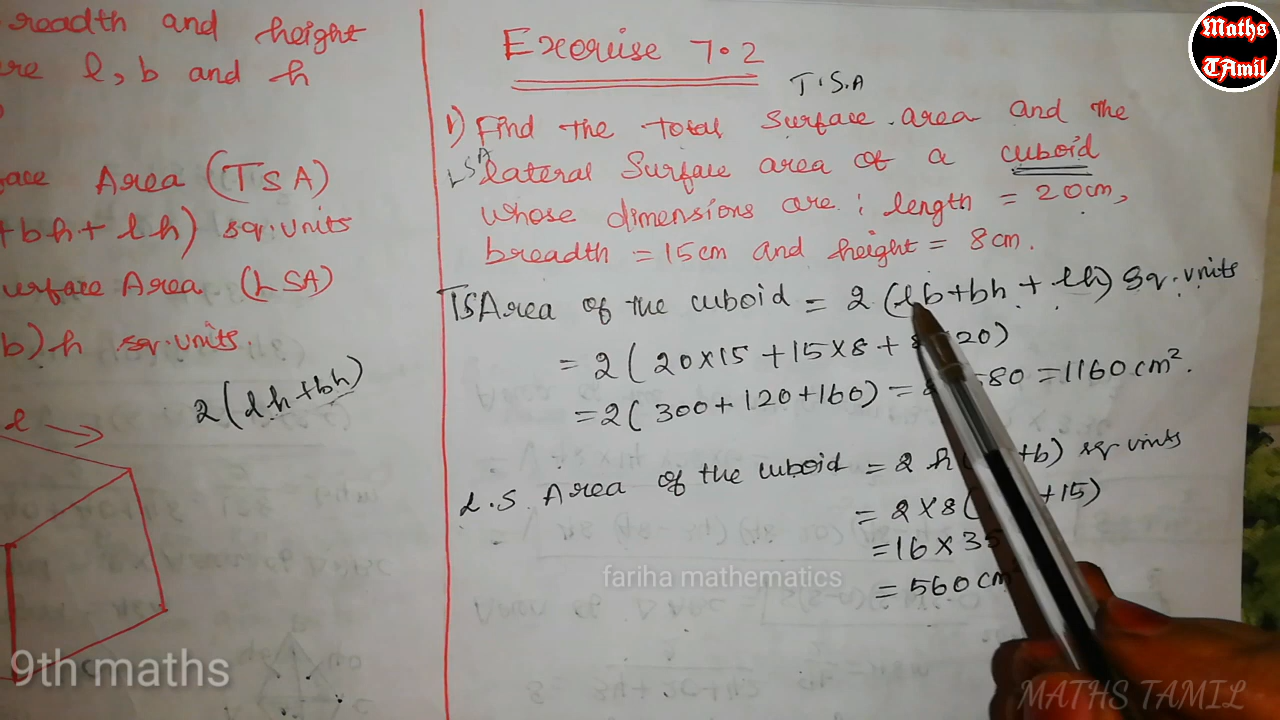 readth and height
re l, b and h
face Area (TSA)
+bh + lh) sq.units
urface Area (LSA)
b)h sq.units.
2(lh+bh)
l
Exercise 7.2
T.S.A
1) Find the total surface area and the
LSA
lateral surface area of a cuboid
whose dimensions are: length = 20cm,
breadth = 15cm and height = 8cm.
TSArea of the cuboid = 2(lb+bh + lh) sq.units
= 2(20×15 +15×8 + 20)
=2(300+120+160) = 80 =1160cm².
L.S. Area of the cuboid = 2h +b) sq units
= 2×8( +15)
=16×35
= 560cm
fariha mathematics
9th maths
MATHS TAMIL
Maths
TAmil